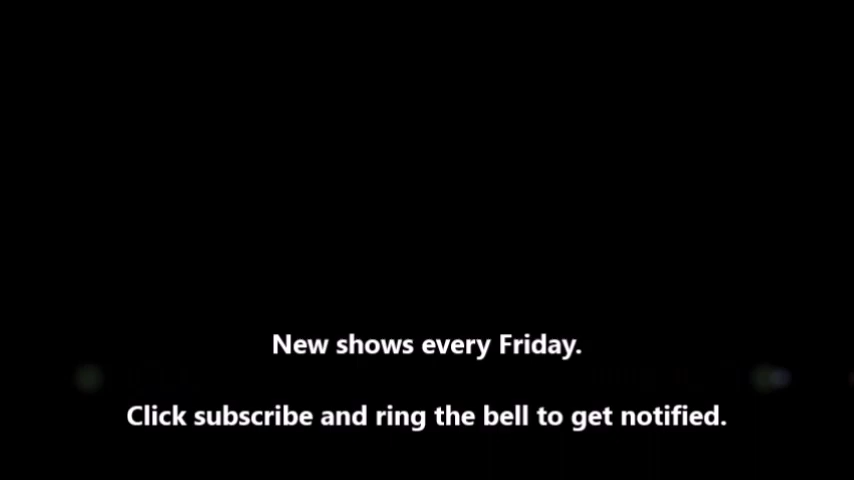 New shows every Friday.
Click subscribe and ring the bell to get notified.